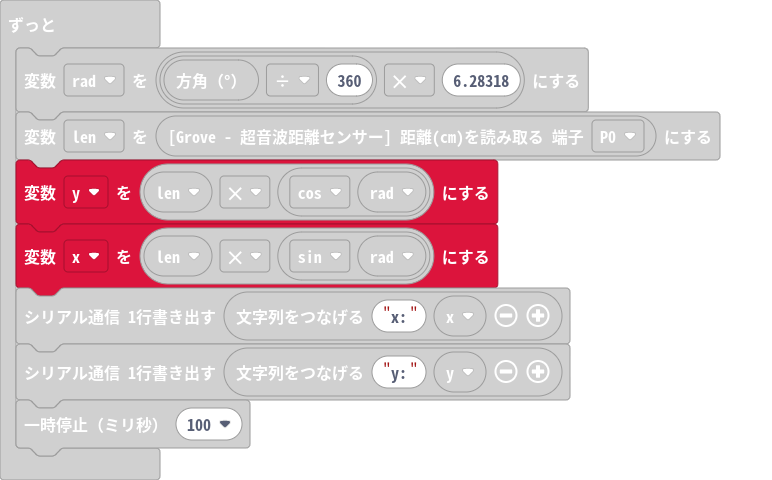 ずっと
変数 rad を 方角（°） ÷ 360 × 6.28318 にする
変数 len を [Grove - 超音波距離センサー] 距離(cm)を読み取る 端子 P0 にする
変数 y を len × cos rad にする
変数 x を len × sin rad にする
シリアル通信 1行書き出す 文字列をつなげる "x:" x
シリアル通信 1行書き出す 文字列をつなげる "y:" y
一時停止（ミリ秒） 100